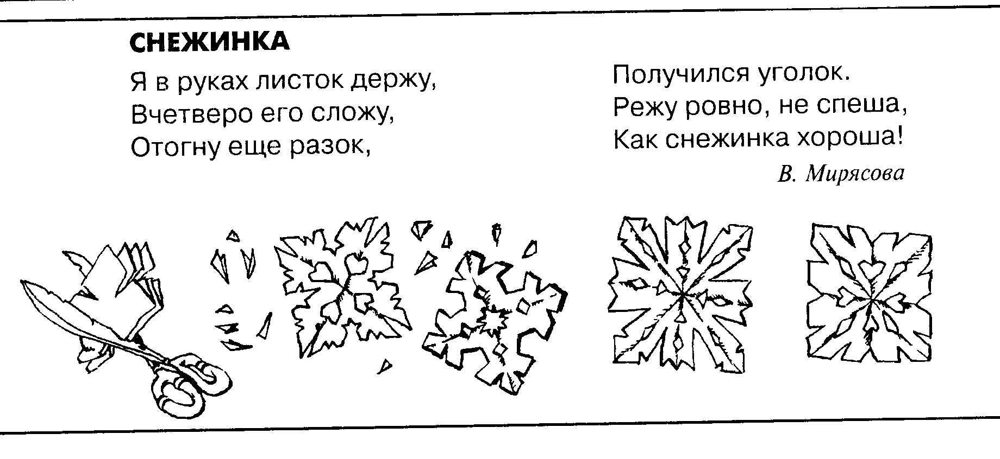 СНЕЖИНКА
Я в руках листок держу,
Вчетверо его сложу,
Отогну еще разок,
Получился уголок.
Режу ровно, не спеша,
Как снежинка хороша!
В. Мирясова